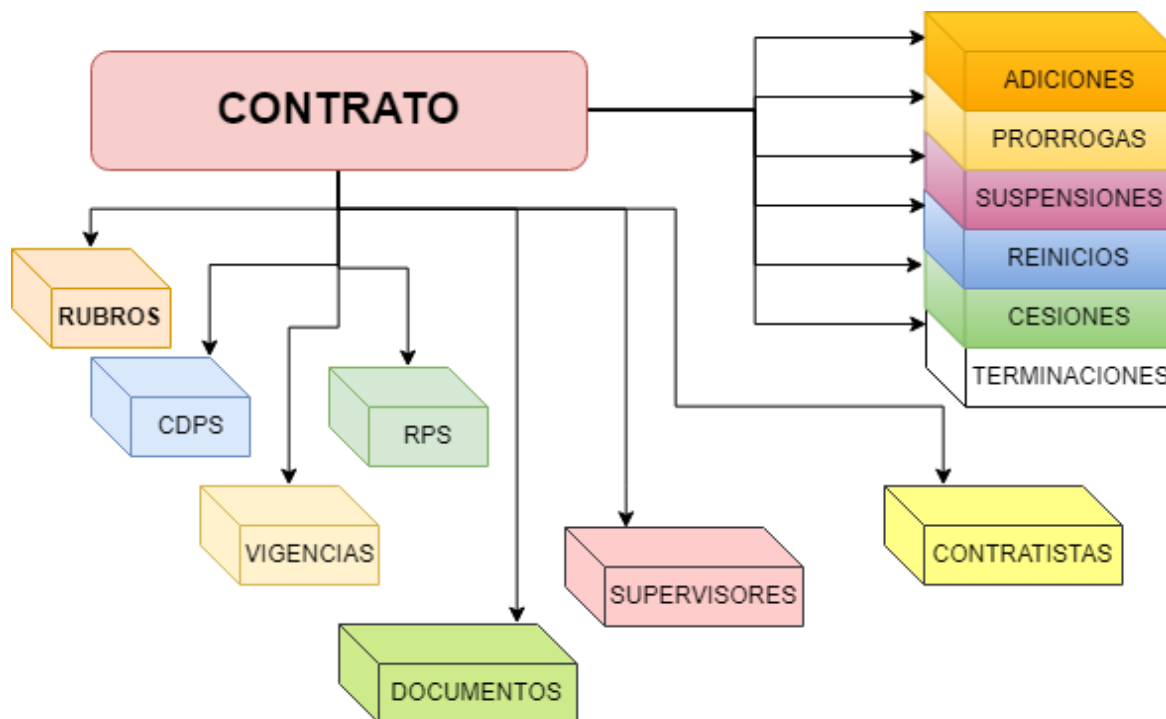 CONTRATO
ADICIONES
PRORROGAS
SUSPENSIONES
REINICIOS
CESIONES
TERMINACIONES
RUBROS
CDPS
RPS
VIGENCIAS
SUPERVISORES
CONTRATISTAS
DOCUMENTOS